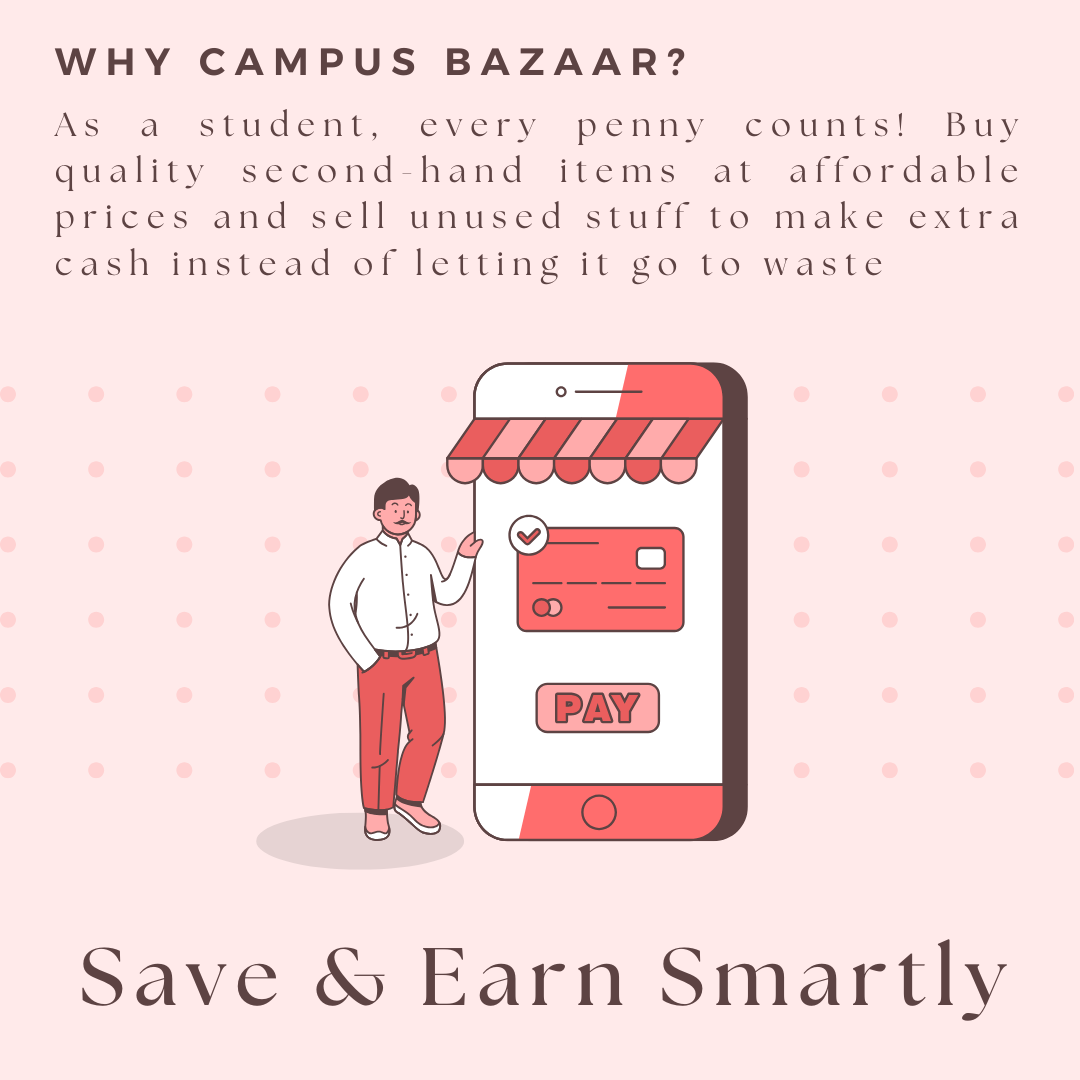 WHY CAMPUS BAZAAR?
As a student, every penny counts! Buy
quality second-hand items at affordable
prices and sell unused stuff to make extra
cash instead of letting it go to waste
PAY
Save & Earn Smartly